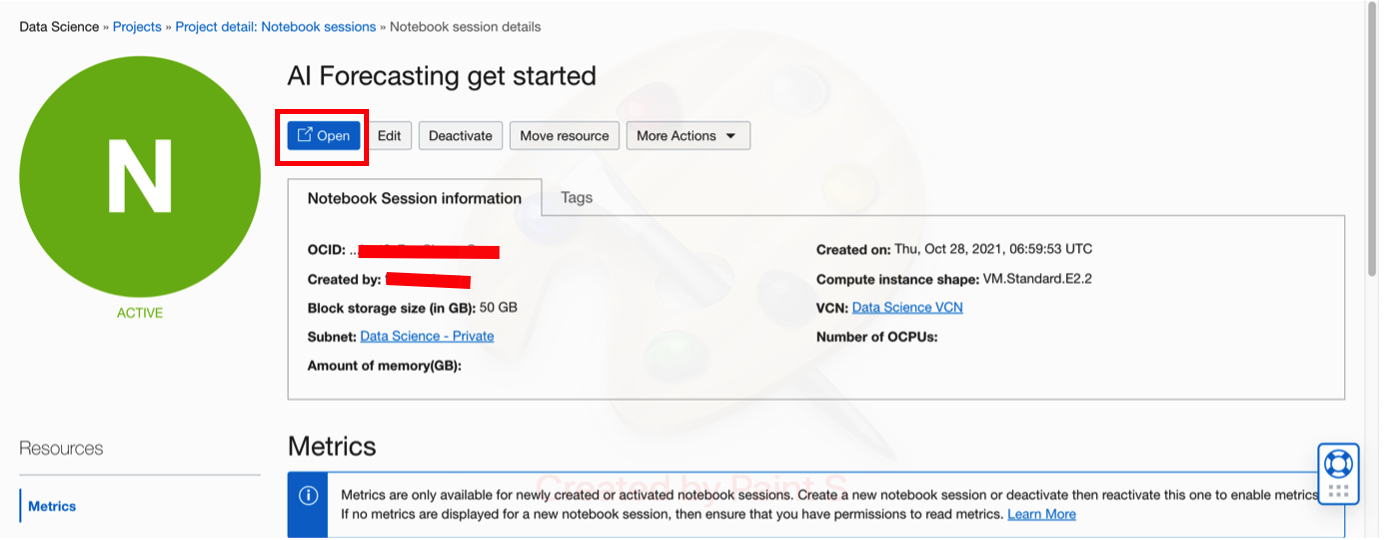 Data Science » Projects » Project detail: Notebook sessions » Notebook session details
AI Forecasting get started
N
ACTIVE
Open Edit Deactivate Move resource More Actions
Notebook Session information Tags
OCID: ...
Created by:
Block storage size (in GB): 50 GB
Subnet: Data Science - Private
Amount of memory(GB):
Created on: Thu, Oct 28, 2021, 06:59:53 UTC
Compute instance shape: VM.Standard.E2.2
VCN: Data Science VCN
Number of OCPUs:
Resources
Metrics
Metrics
Metrics are only available for newly created or activated notebook sessions. Create a new notebook session or deactivate then reactivate this one to enable metrics
If no metrics are displayed for a new notebook session, then ensure that you have permissions to read metrics. Learn More
Created by Paint S